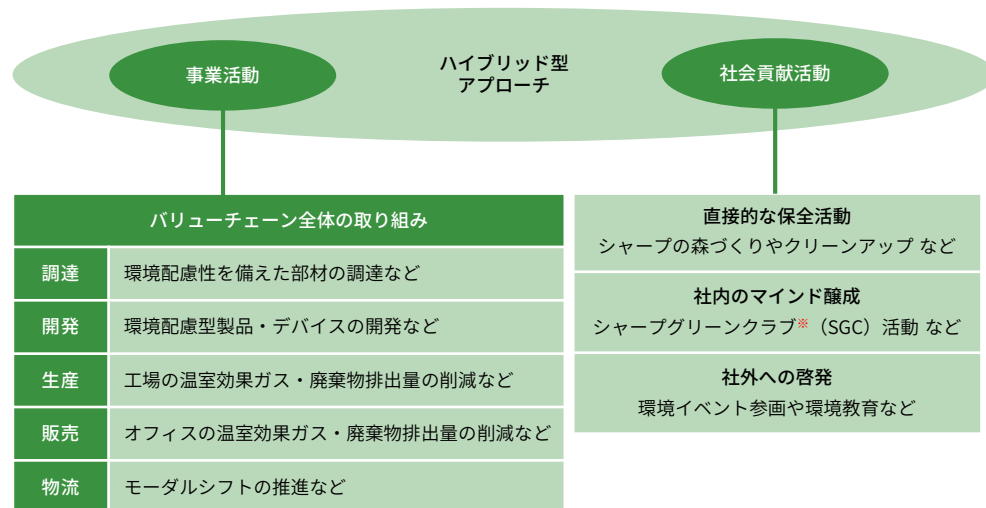 ハイブリッド型
アプローチ
事業活動
社会貢献活動
バリューチェーン全体の取り組み
調達 環境配慮性を備えた部材の調達など
開発 環境配慮型製品・デバイスの開発など
生産 工場の温室効果ガス・廃棄物排出量の削減など
販売 オフィスの温室効果ガス・廃棄物排出量の削減など
物流 モーダルシフトの推進など
直接的な保全活動
シャープの森づくりやクリーンアップ など
社内のマインド醸成
シャープグリーンクラブ※（SGC）活動 など
社外への啓発
環境イベント参画や環境教育など